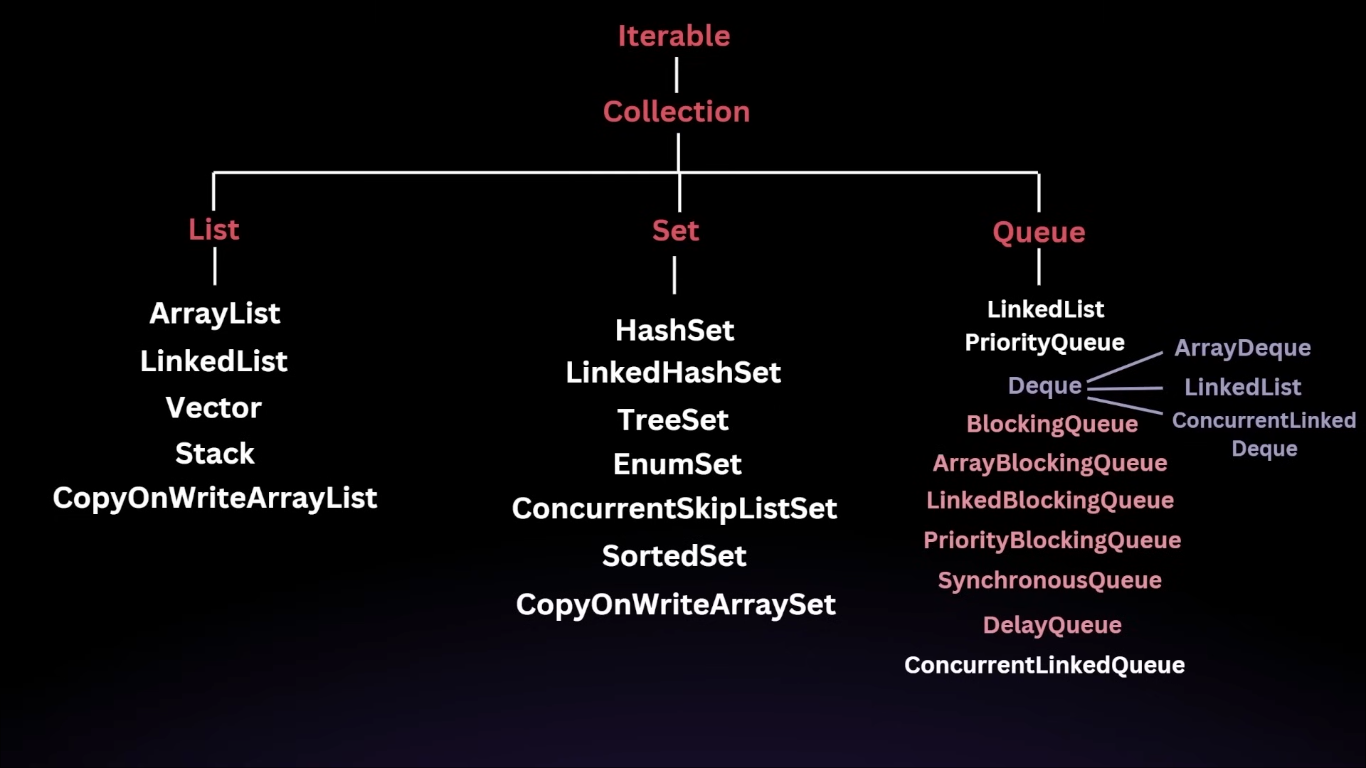 Iterable
Collection
List
Set
Queue
ArrayList
LinkedList
Vector
Stack
CopyOnWriteArrayList
HashSet
LinkedHashSet
TreeSet
EnumSet
ConcurrentSkipListSet
SortedSet
CopyOnWriteArraySet
LinkedList
PriorityQueue
Deque
ArrayDeque
LinkedList
ConcurrentLinked
Deque
BlockingQueue
ArrayBlockingQueue
LinkedBlockingQueue
PriorityBlockingQueue
SynchronousQueue
DelayQueue
ConcurrentLinkedQueue